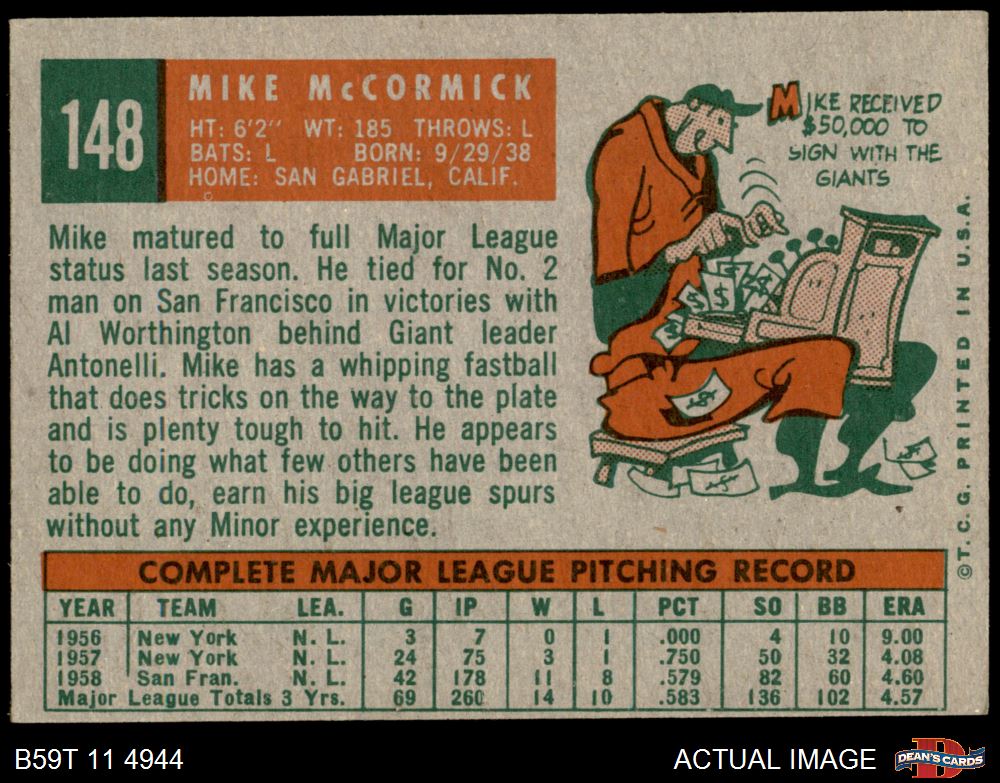 148
MIKE McCORMICK
HT: 6'2" WT: 185 THROWS: L
BATS: L BORN: 9/29/38
HOME: SAN GABRIEL, CALIF.
MIKE RECEIVED
$50,000 TO
SIGN WITH THE
GIANTS
Mike matured to full Major League
status last season. He tied for No. 2
man on San Francisco in victories with
Al Worthington behind Giant leader
Antonelli. Mike has a whipping fastball
that does tricks on the way to the plate
and is plenty tough to hit. He appears
to be doing what few others have been
able to do, earn his big league spurs
without any Minor experience.
$ $ $ $ $
©T.C.G. PRINTED IN U.S.A.
COMPLETE MAJOR LEAGUE PITCHING RECORD
YEAR TEAM LEA. G IP W L PCT SO BB ERA
1956 New York N. L. 3 7 0 1 .000 4 10 9.00
1957 New York N. L. 24 75 3 1 .750 50 32 4.08
1958 San Fran. N. L. 42 178 11 8 .579 82 60 4.60
Major League Totals 3 Yrs. 69 260 14 10 .583 136 102 4.57
B59T 11 4944
ACTUAL IMAGE
D
DEAN'S CARDS